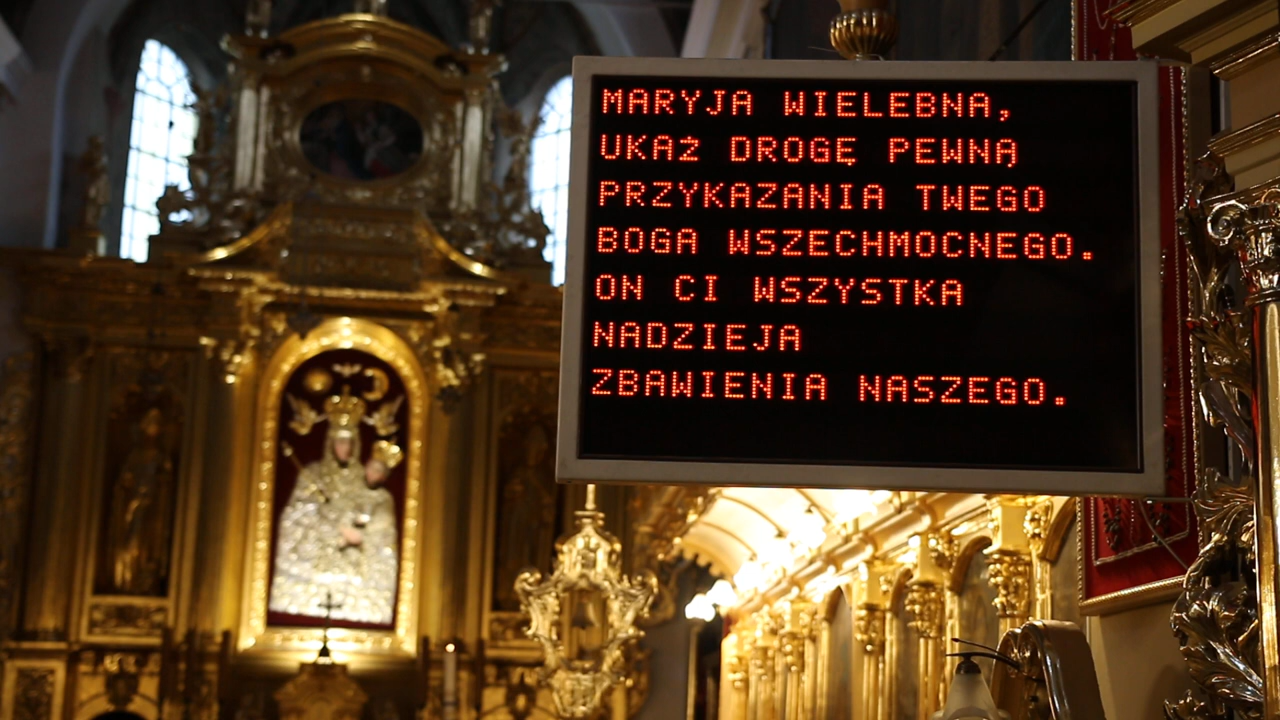 MARYJA WIELEBNA,
UKAŻ DROGĘ PEWNĄ
PRZYKAZANIA TWEGO
BOGA WSZECHMOCNEGO.
ON CI WSZYSTKA
NADZIEJA
ZBAWIENIA NASZEGO.